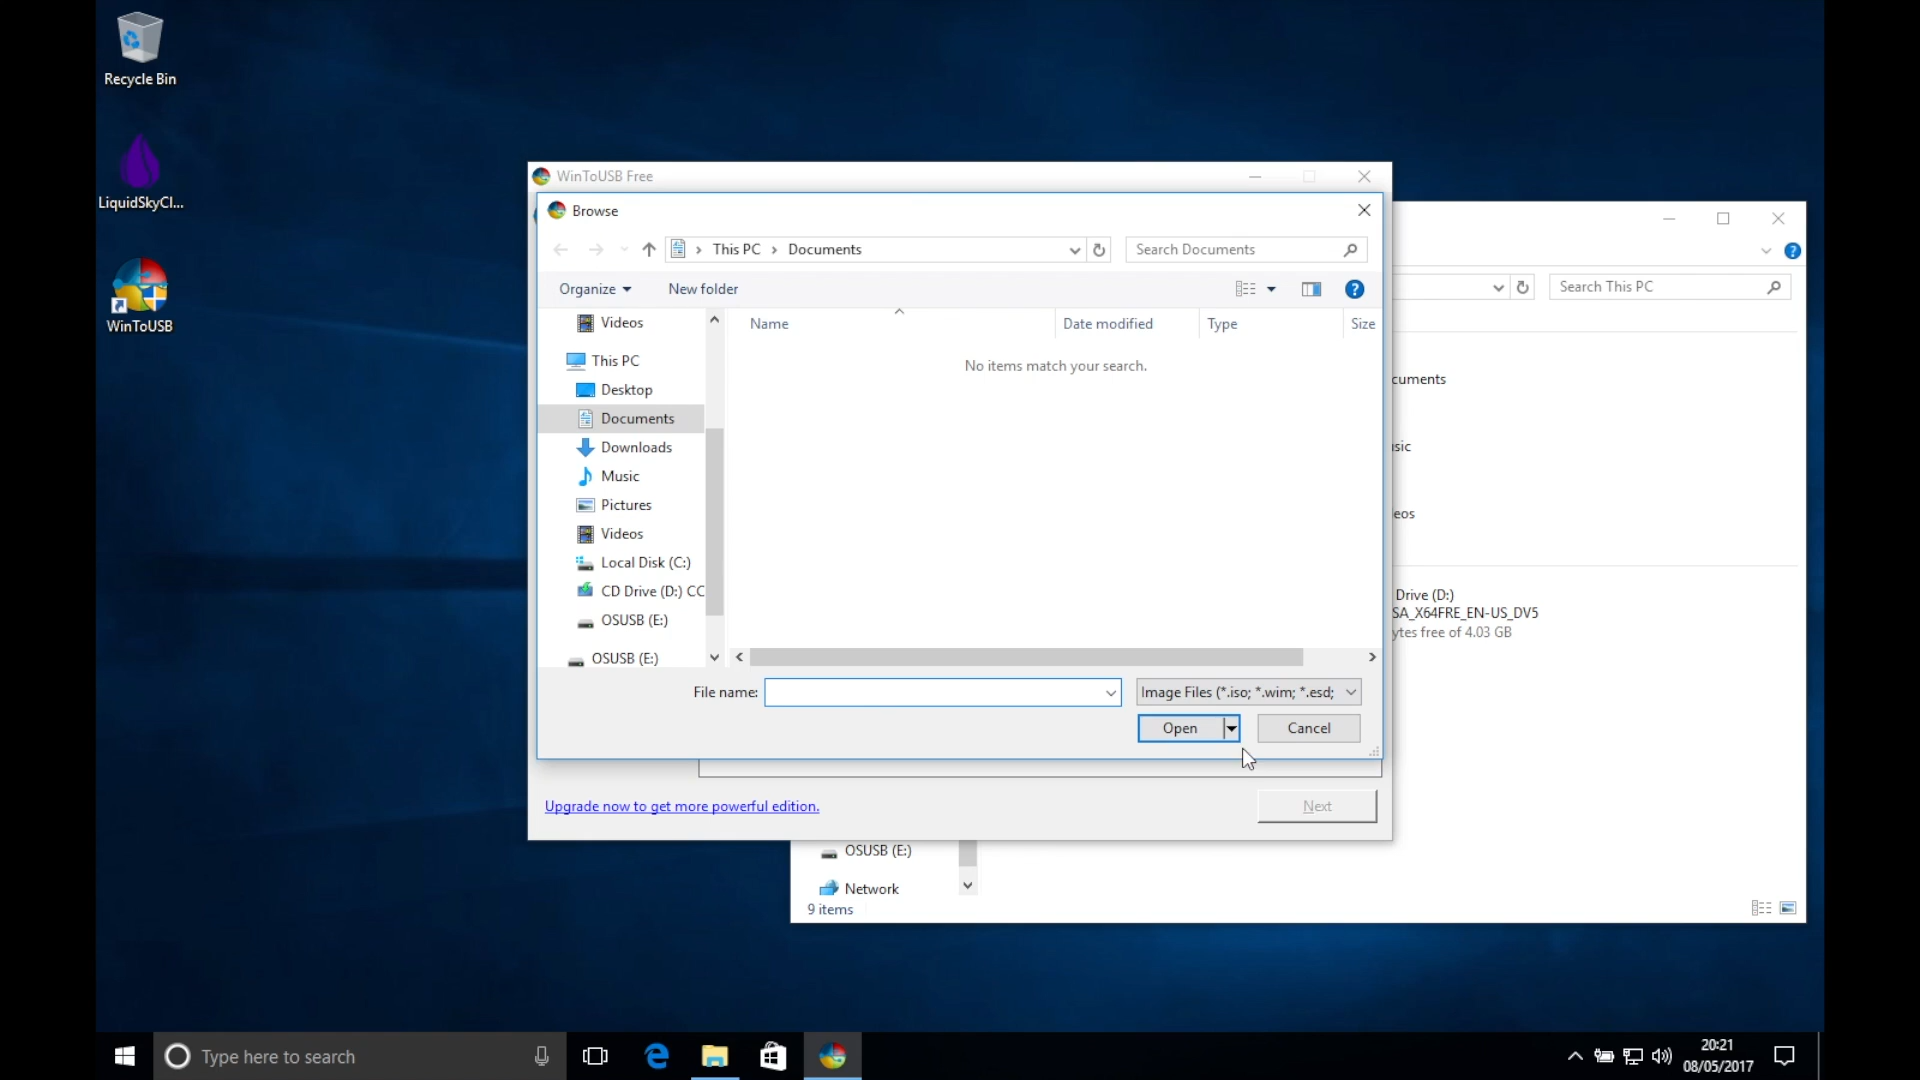 Recycle Bin
LiquidSkyCl...
WinToUSB
WinToUSB Free
Browse
This PC > Documents
Search Documents
Organize
New folder
Videos
This PC
Desktop
Documents
Downloads
Music
Pictures
Videos
Local Disk (C:)
CD Drive (D:) CC
OSUSB (E:)
OSUSB (E:)
Name
Date modified
Type
Size
No items match your search.
File name:
Image Files (*.iso; *.wim; *.esd;
Open
Cancel
Upgrade now to get more powerful edition.
Next
Search This PC
cuments
sic
eos
Drive (D:)
SA_X64FRE_EN-US_DV5
ytes free of 4.03 GB
OSUSB (E:)
Network
9 items
Type here to search
20:21
08/05/2017